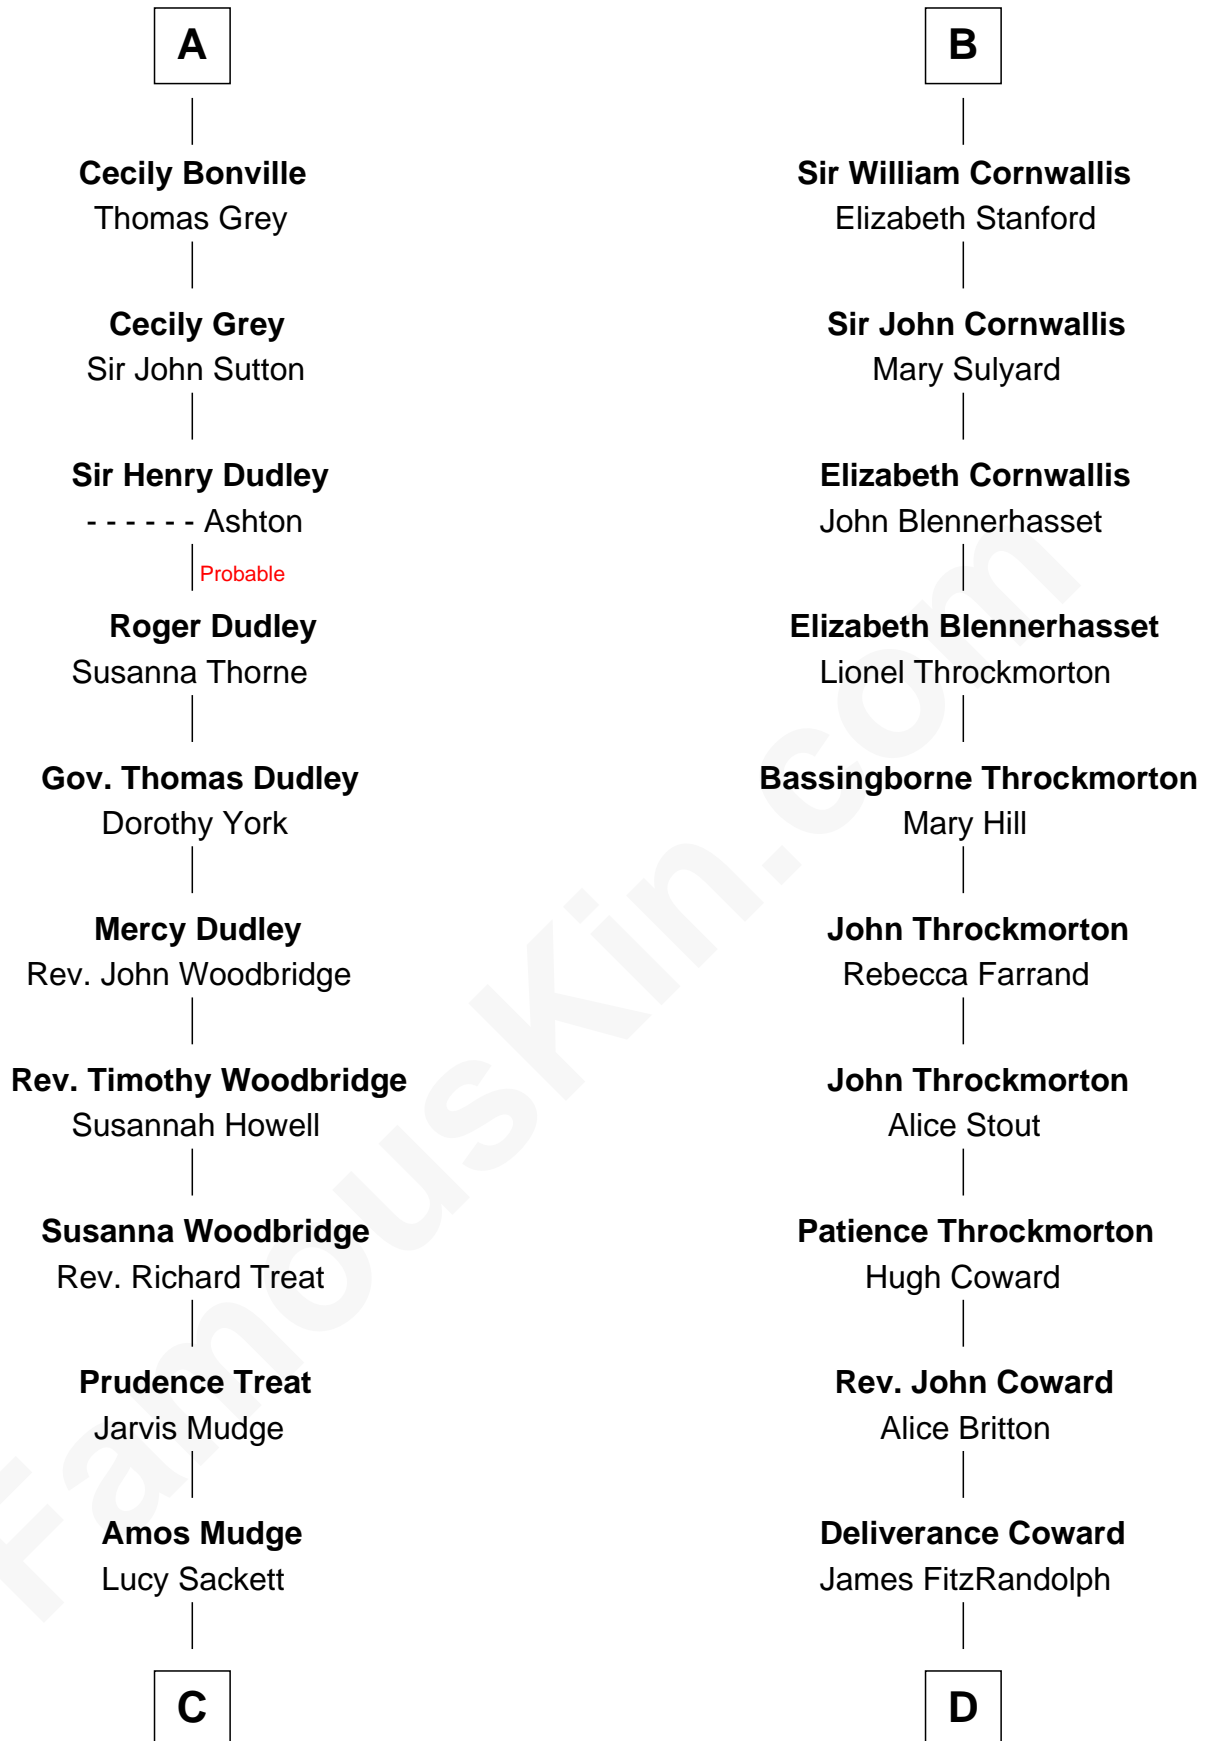 A
Cecily Bonville
Thomas Grey
Cecily Grey
Sir John Sutton
Sir Henry Dudley
- - - - - - Ashton
Probable
Roger Dudley
Susanna Thorne
Gov. Thomas Dudley
Dorothy York
Mercy Dudley
Rev. John Woodbridge
Rev. Timothy Woodbridge
Susannah Howell
Susanna Woodbridge
Rev. Richard Treat
Prudence Treat
Jarvis Mudge
Amos Mudge
Lucy Sackett
C
B
Sir William Cornwallis
Elizabeth Stanford
Sir John Cornwallis
Mary Sulyard
Elizabeth Cornwallis
John Blennerhasset
Elizabeth Blennerhasset
Lionel Throckmorton
Bassingborne Throckmorton
Mary Hill
John Throckmorton
Rebecca Farrand
John Throckmorton
Alice Stout
Patience Throckmorton
Hugh Coward
Rev. John Coward
Alice Britton
Deliverance Coward
James FitzRandolph
D
FamousKin.com